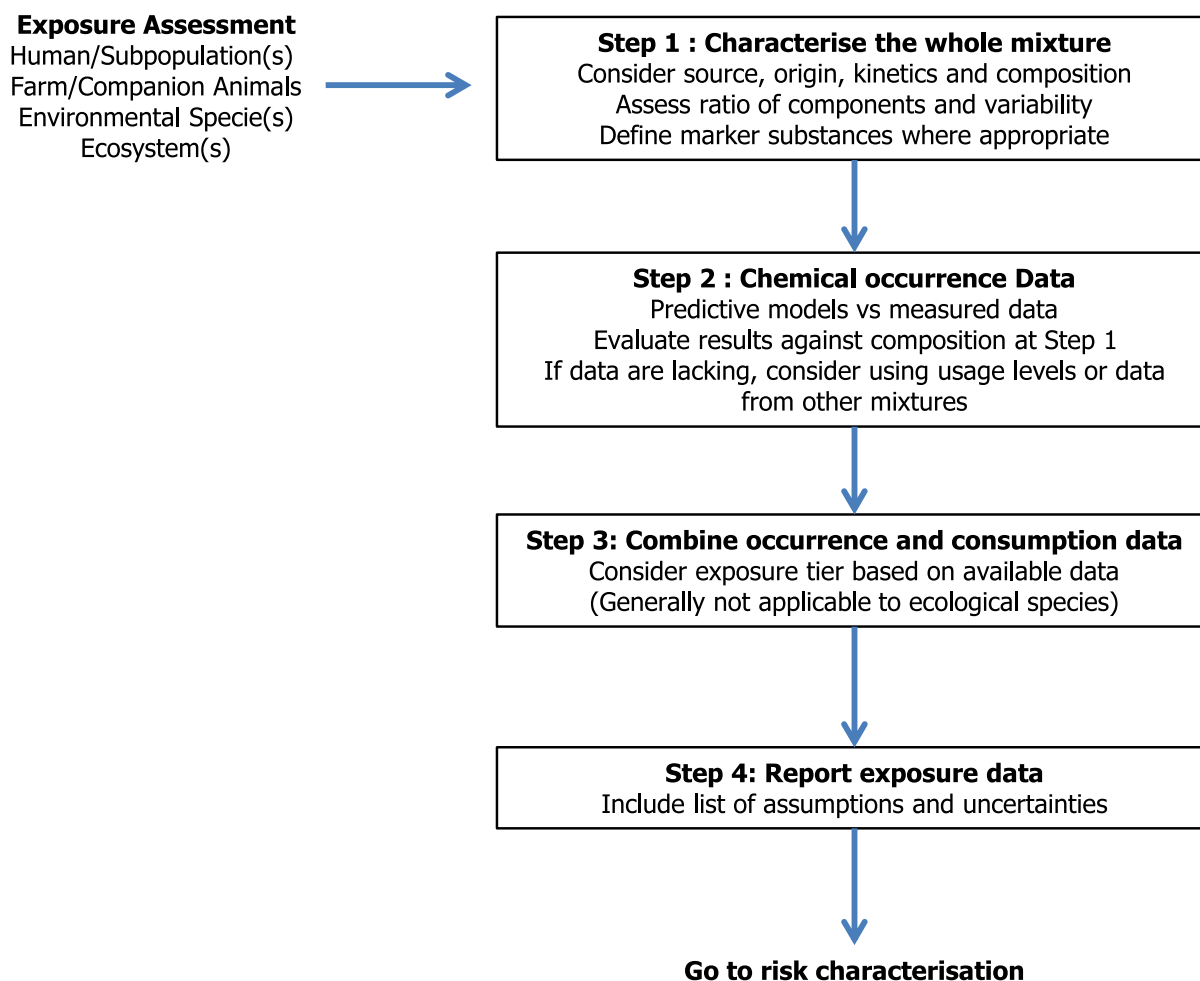 Exposure Assessment
Human/Subpopulation(s)
Farm/Companion Animals
Environmental Specie(s)
Ecosystem(s)
Step 1 : Characterise the whole mixture
Consider source, origin, kinetics and composition
Assess ratio of components and variability
Define marker substances where appropriate
Step 2 : Chemical occurrence Data
Predictive models vs measured data
Evaluate results against composition at Step 1
If data are lacking, consider using usage levels or data
from other mixtures
Step 3: Combine occurrence and consumption data
Consider exposure tier based on available data
(Generally not applicable to ecological species)
Step 4: Report exposure data
Include list of assumptions and uncertainties
Go to risk characterisation